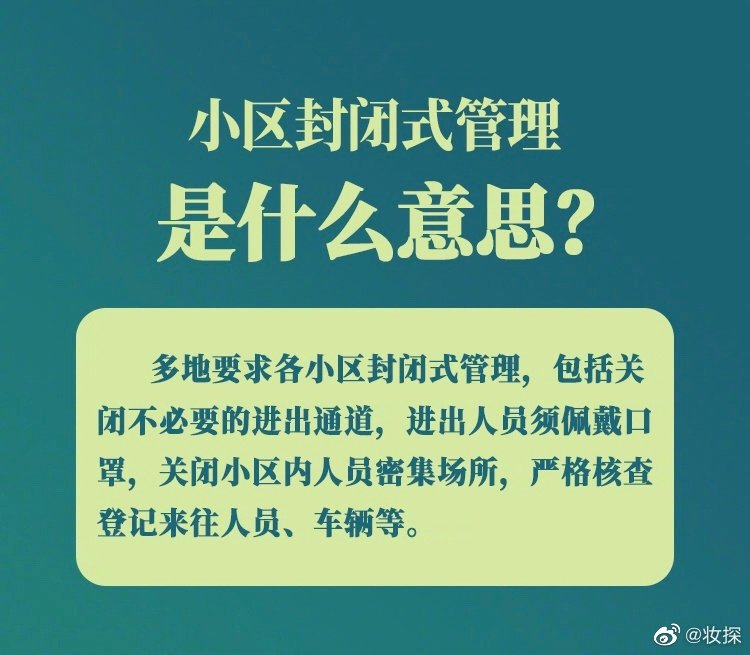 小区封闭式管理
是什么意思？
多地要求各小区封闭式管理，包括关
闭不必要的进出通道，进出人员须佩戴口
罩，关闭小区内人员密集场所，严格核查
登记来往人员、车辆等。
@妆探